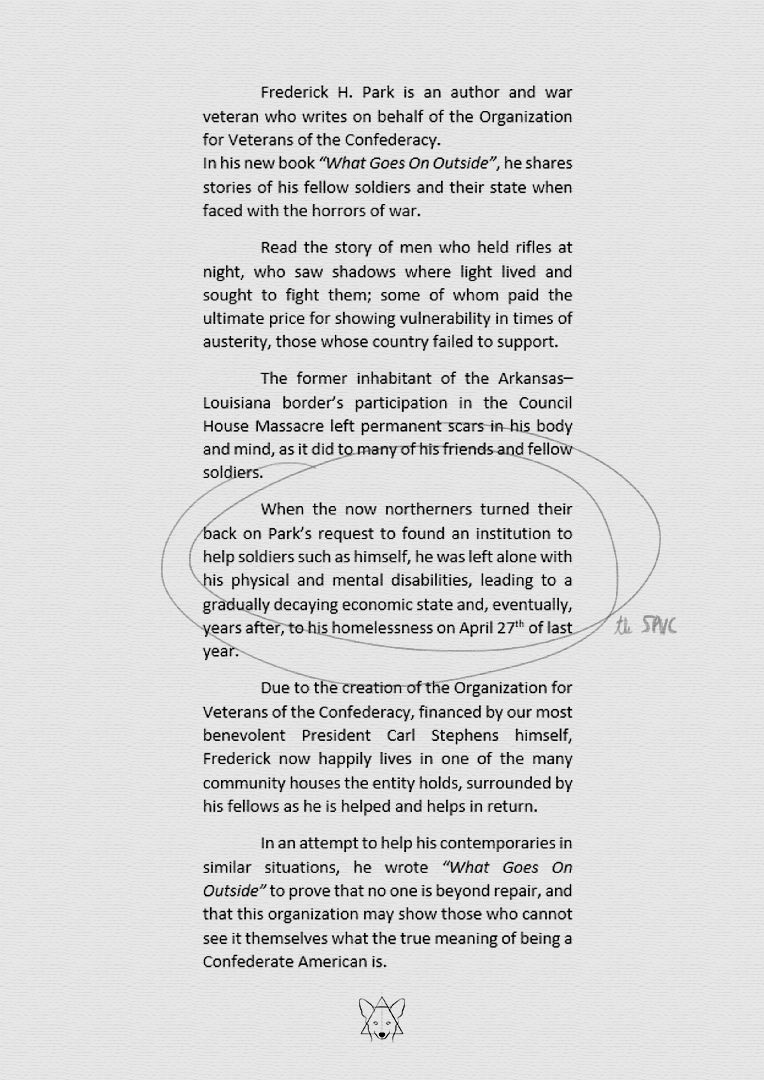 Frederick H. Park is an author and war
veteran who writes on behalf of the Organization
for Veterans of the Confederacy.
In his new book “What Goes On Outside”, he shares
stories of his fellow soldiers and their state when
faced with the horrors of war.
Read the story of men who held rifles at
night, who saw shadows where light lived and
sought to fight them; some of whom paid the
ultimate price for showing vulnerability in times of
austerity, those whose country failed to support.
The former inhabitant of the Arkansas–
Louisiana border’s participation in the Council
House Massacre left permanent scars in his body
and mind, as it did to many of his friends and fellow
soldiers.
When the now northerners turned their
back on Park’s request to found an institution to
help soldiers such as himself, he was left alone with
his physical and mental disabilities, leading to a
gradually decaying economic state and, eventually,
years after, to his homelessness on April 27th of last
year.
the
Due to the creation of the Organization for
Veterans of the Confederacy, financed by our most
benevolent President Carl Stephens himself,
Frederick now happily lives in one of the many
community houses the entity holds, surrounded by
his fellows as he is helped and helps in return.
In an attempt to help his contemporaries in
similar situations, he wrote “What Goes On
Outside” to prove that no one is beyond repair, and
that this organization may show those who cannot
see it themselves what the true meaning of being a
Confederate American is.